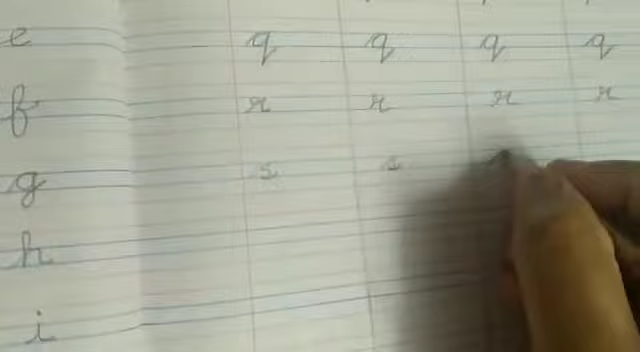 e q q q q
f r r r r
g s s
h
i